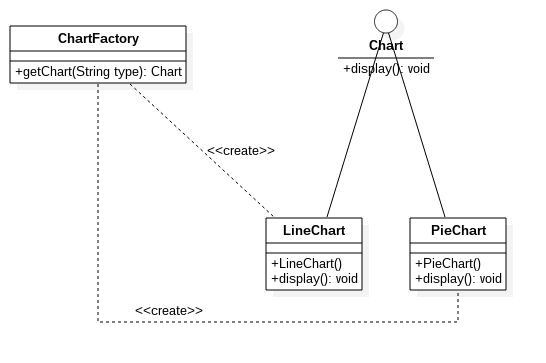 ChartFactory
+getChart(String type): Chart
Chart
+display(): void
<<create>>
LineChart
+LineChart()
+display(): void
PieChart
+PieChart()
+display(): void
<<create>>